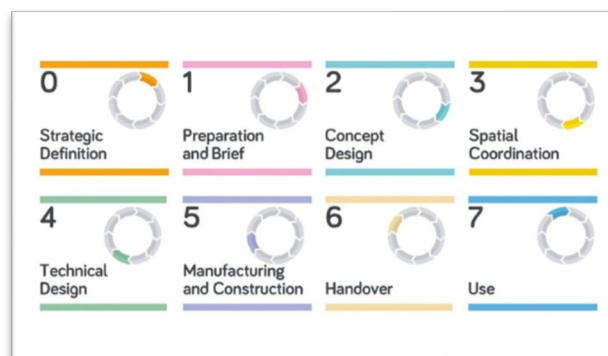 0
Strategic
Definition
1
Preparation
and Brief
2
Concept
Design
3
Spatial
Coordination
4
Technical
Design
5
Manufacturing
and Construction
6
Handover
7
Use